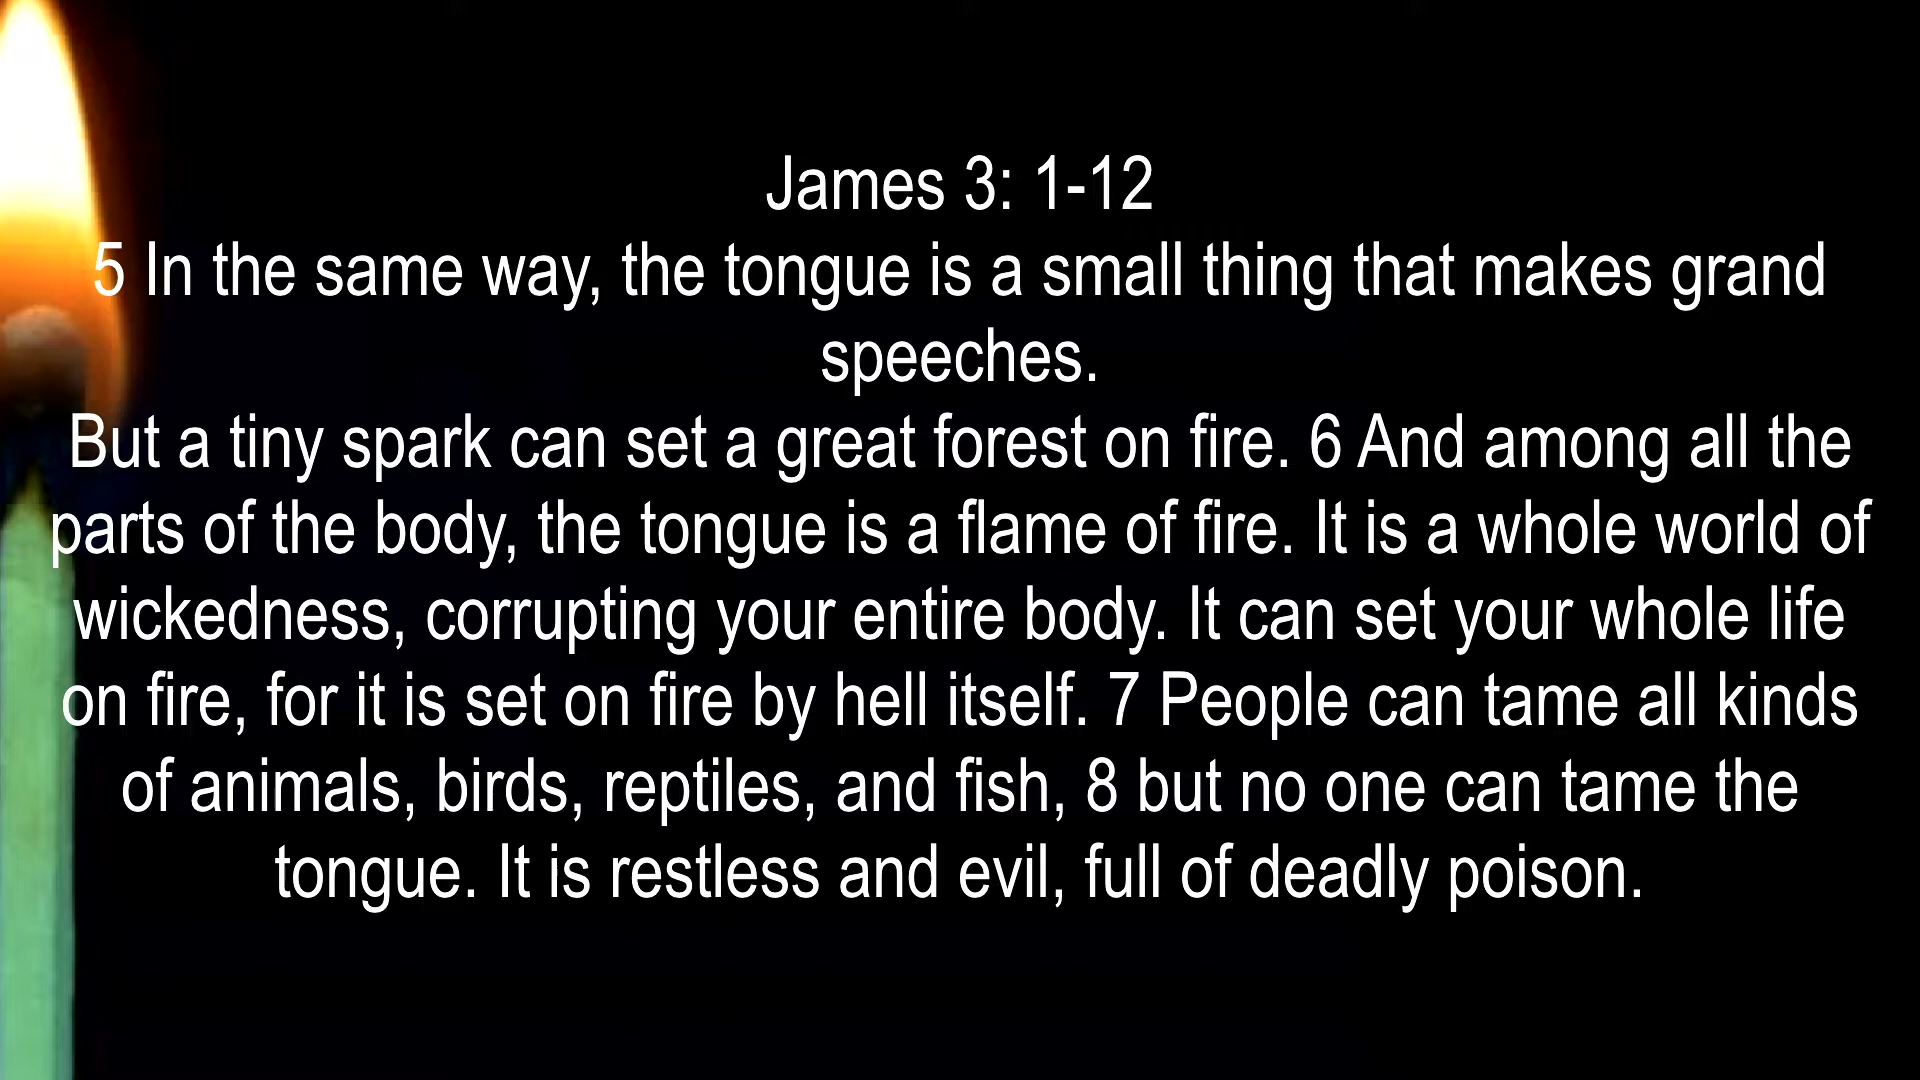 James 3: 1-12
5 In the same way, the tongue is a small thing that makes grand
speeches.
But a tiny spark can set a great forest on fire. 6 And among all the
parts of the body, the tongue is a flame of fire. It is a whole world of
wickedness, corrupting your entire body. It can set your whole life
on fire, for it is set on fire by hell itself. 7 People can tame all kinds
of animals, birds, reptiles, and fish, 8 but no one can tame the
tongue. It is restless and evil, full of deadly poison.